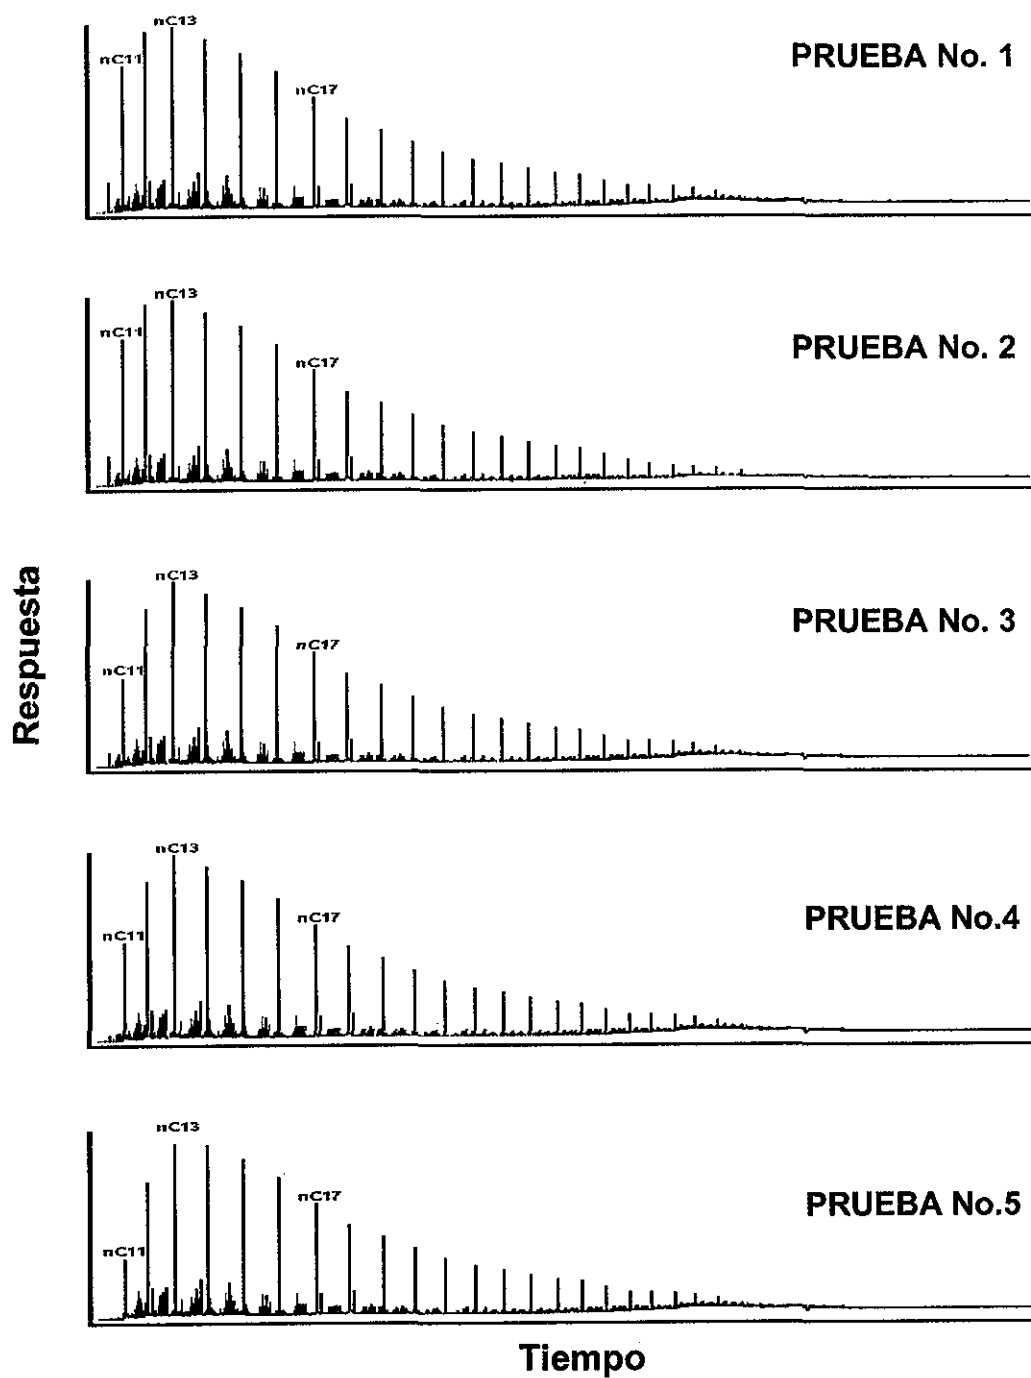 nC13
nC11
nC17
PRUEBA No. 1
nC13
nC11
nC17
PRUEBA No. 2
nC13
nC11
nC17
PRUEBA No. 3
nC13
nC11
nC17
PRUEBA No.4
nC13
nC11
nC17
PRUEBA No.5
Respuesta
Tiempo